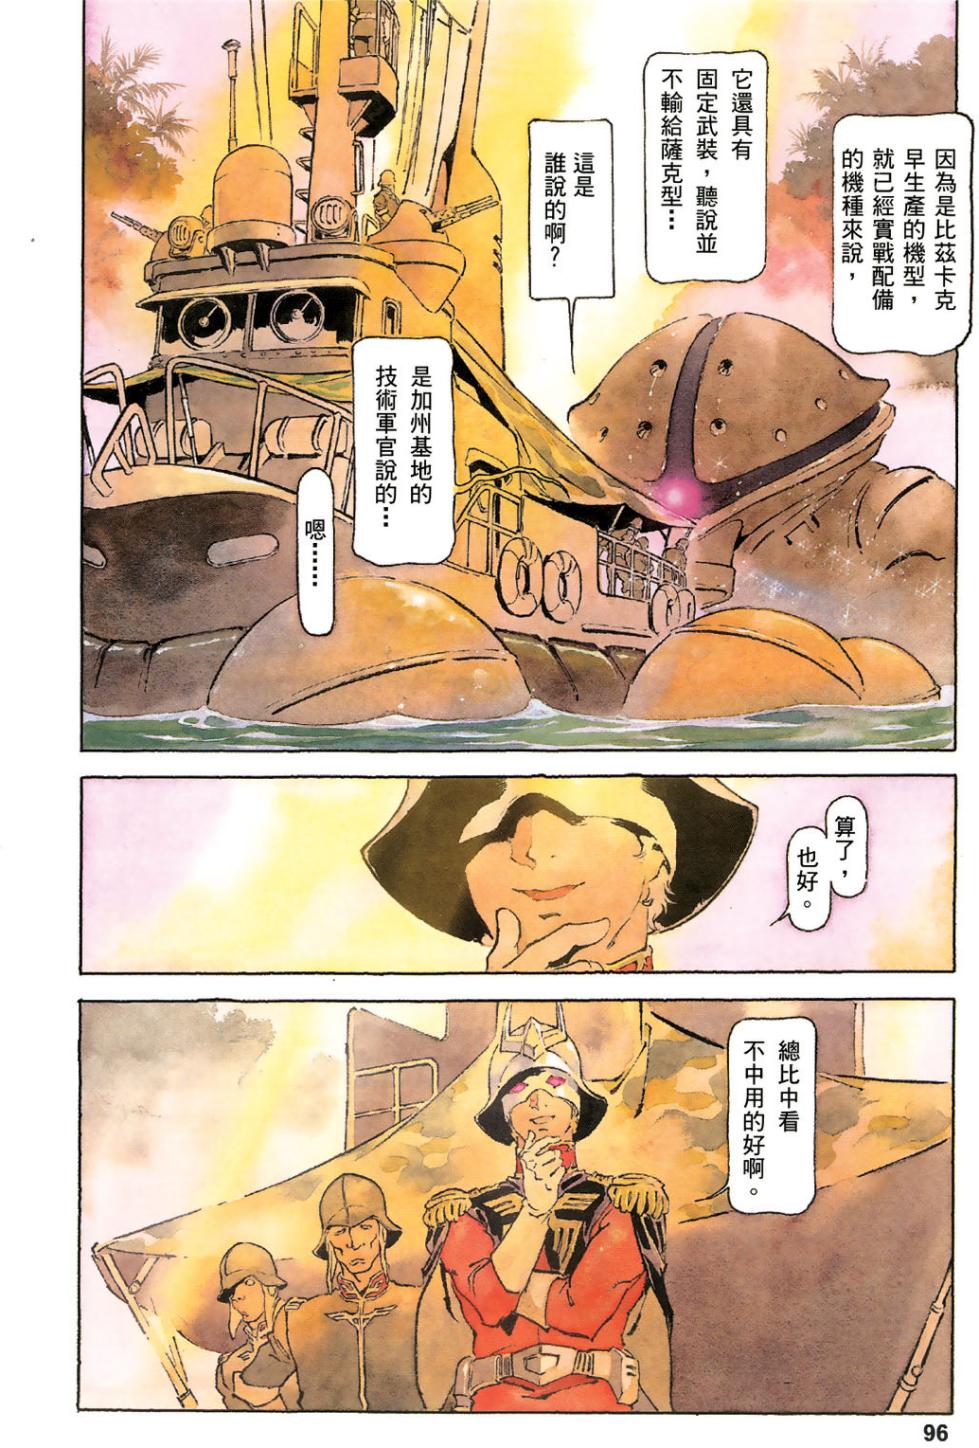 因為是比茲卡克
早生產的機型，
就已經實戰配備
的機種來說，
它還具有
固定武裝，聽說並
不輸給薩克型…
這是
誰說的啊？
是加州基地的
技術軍官說的…
嗯……
算了，
也好。
總比中看
不中用的好啊。
96